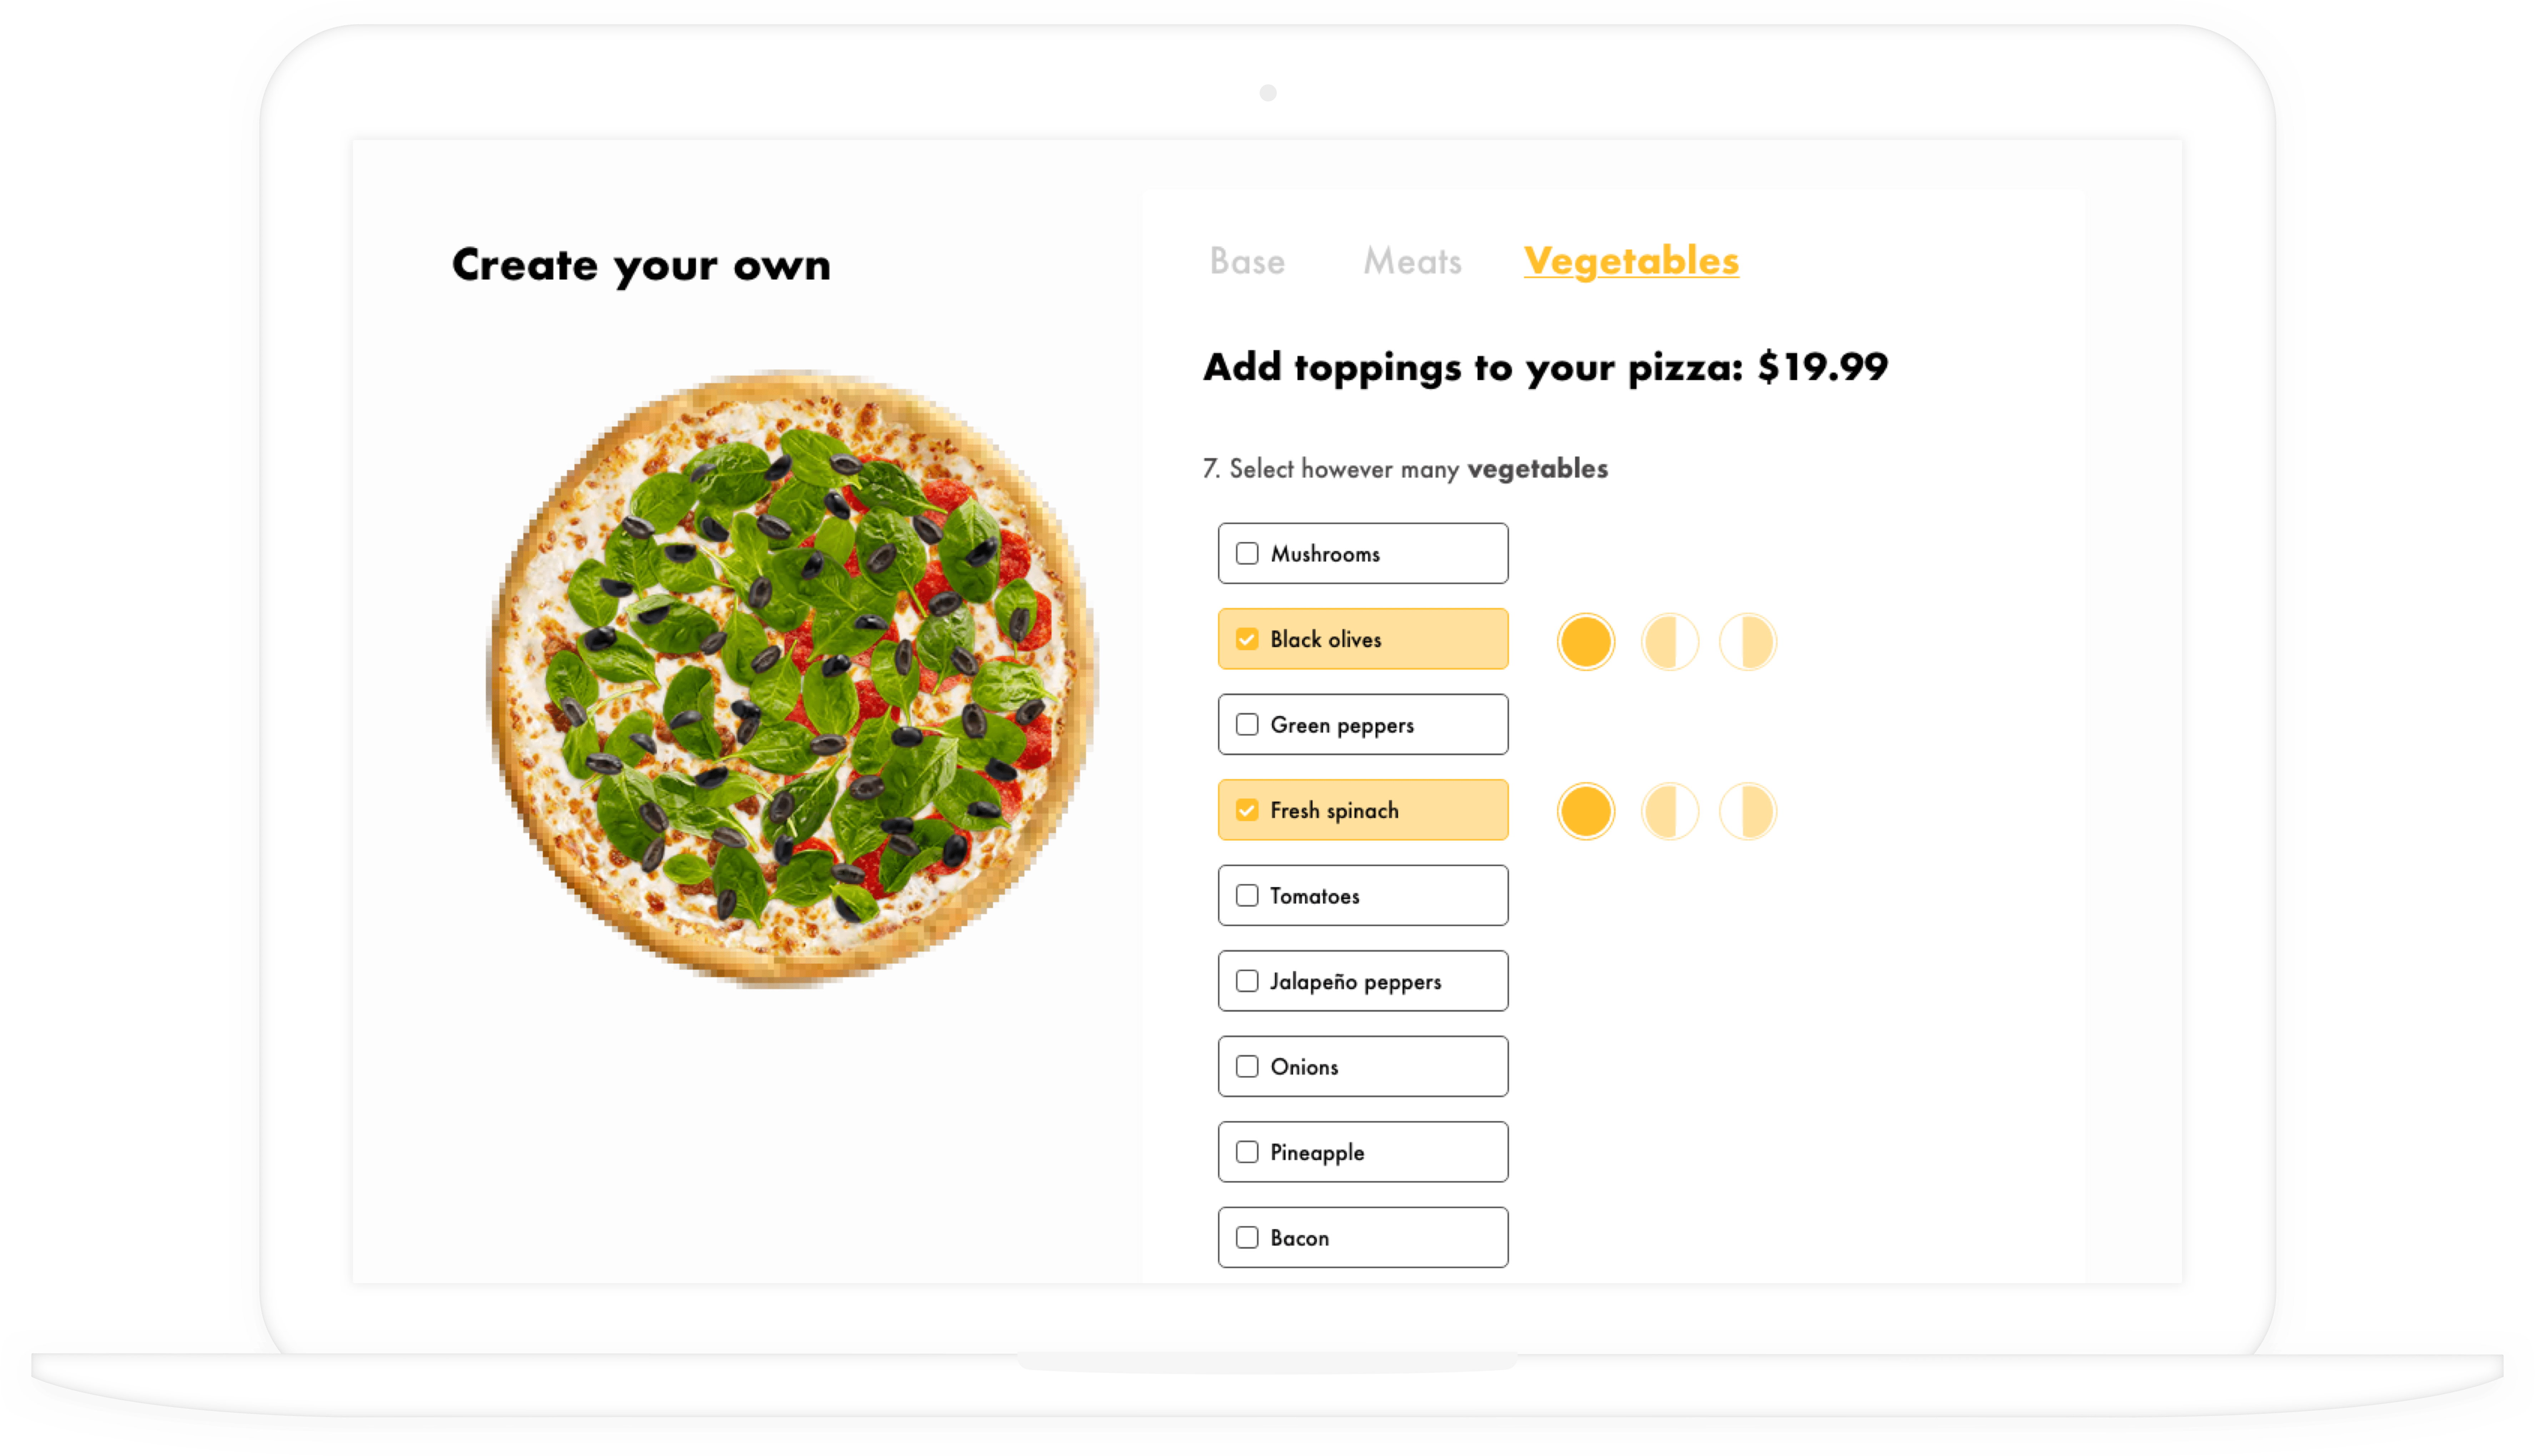 Create your own
Base Meats Vegetables
Add toppings to your pizza: $19.99
7. Select however many vegetables
Mushrooms
Black olives
Green peppers
Fresh spinach
Tomatoes
Jalapeño peppers
Onions
Pineapple
Bacon